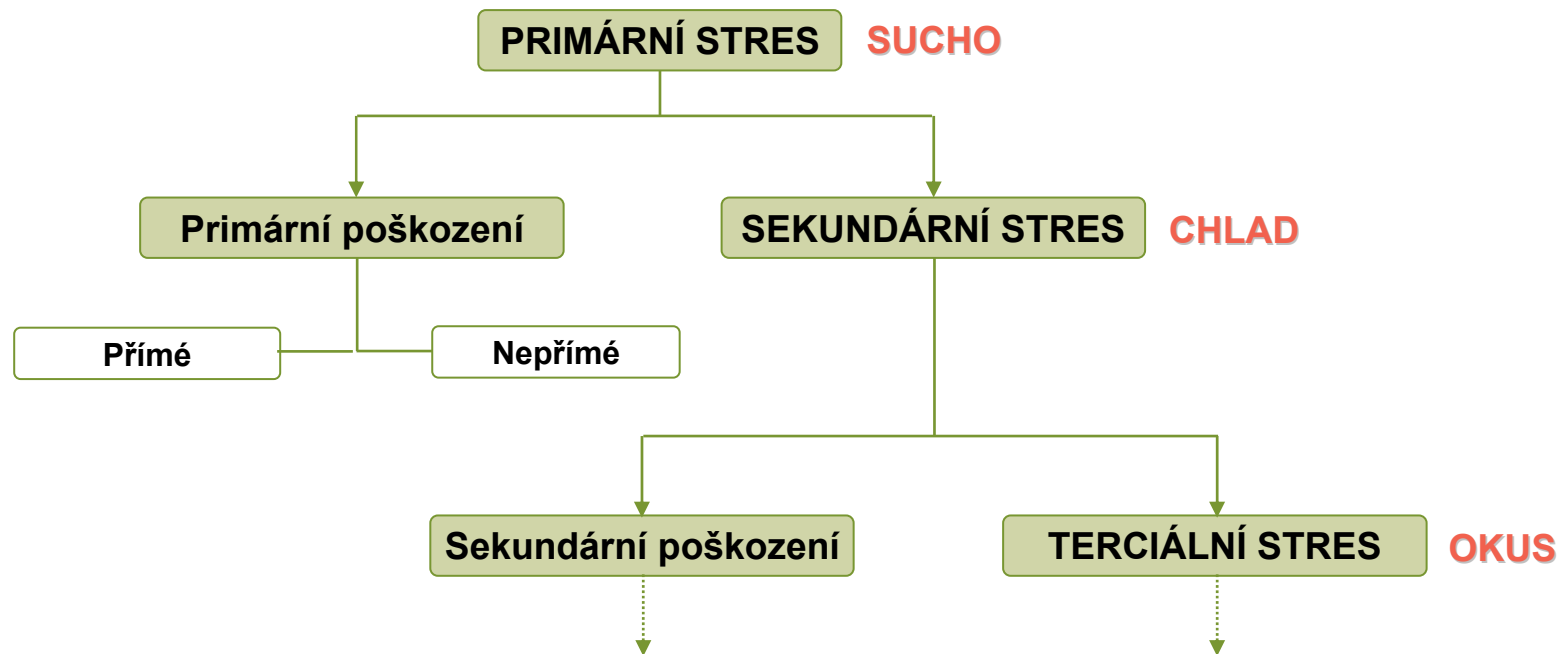 PRIMÁRNÍ STRES SUCHO
Primární poškození
SEKUNDÁRNÍ STRES CHLAD
Přímé
Nepřímé
Sekundární poškození
TERCIÁLNÍ STRES OKUS